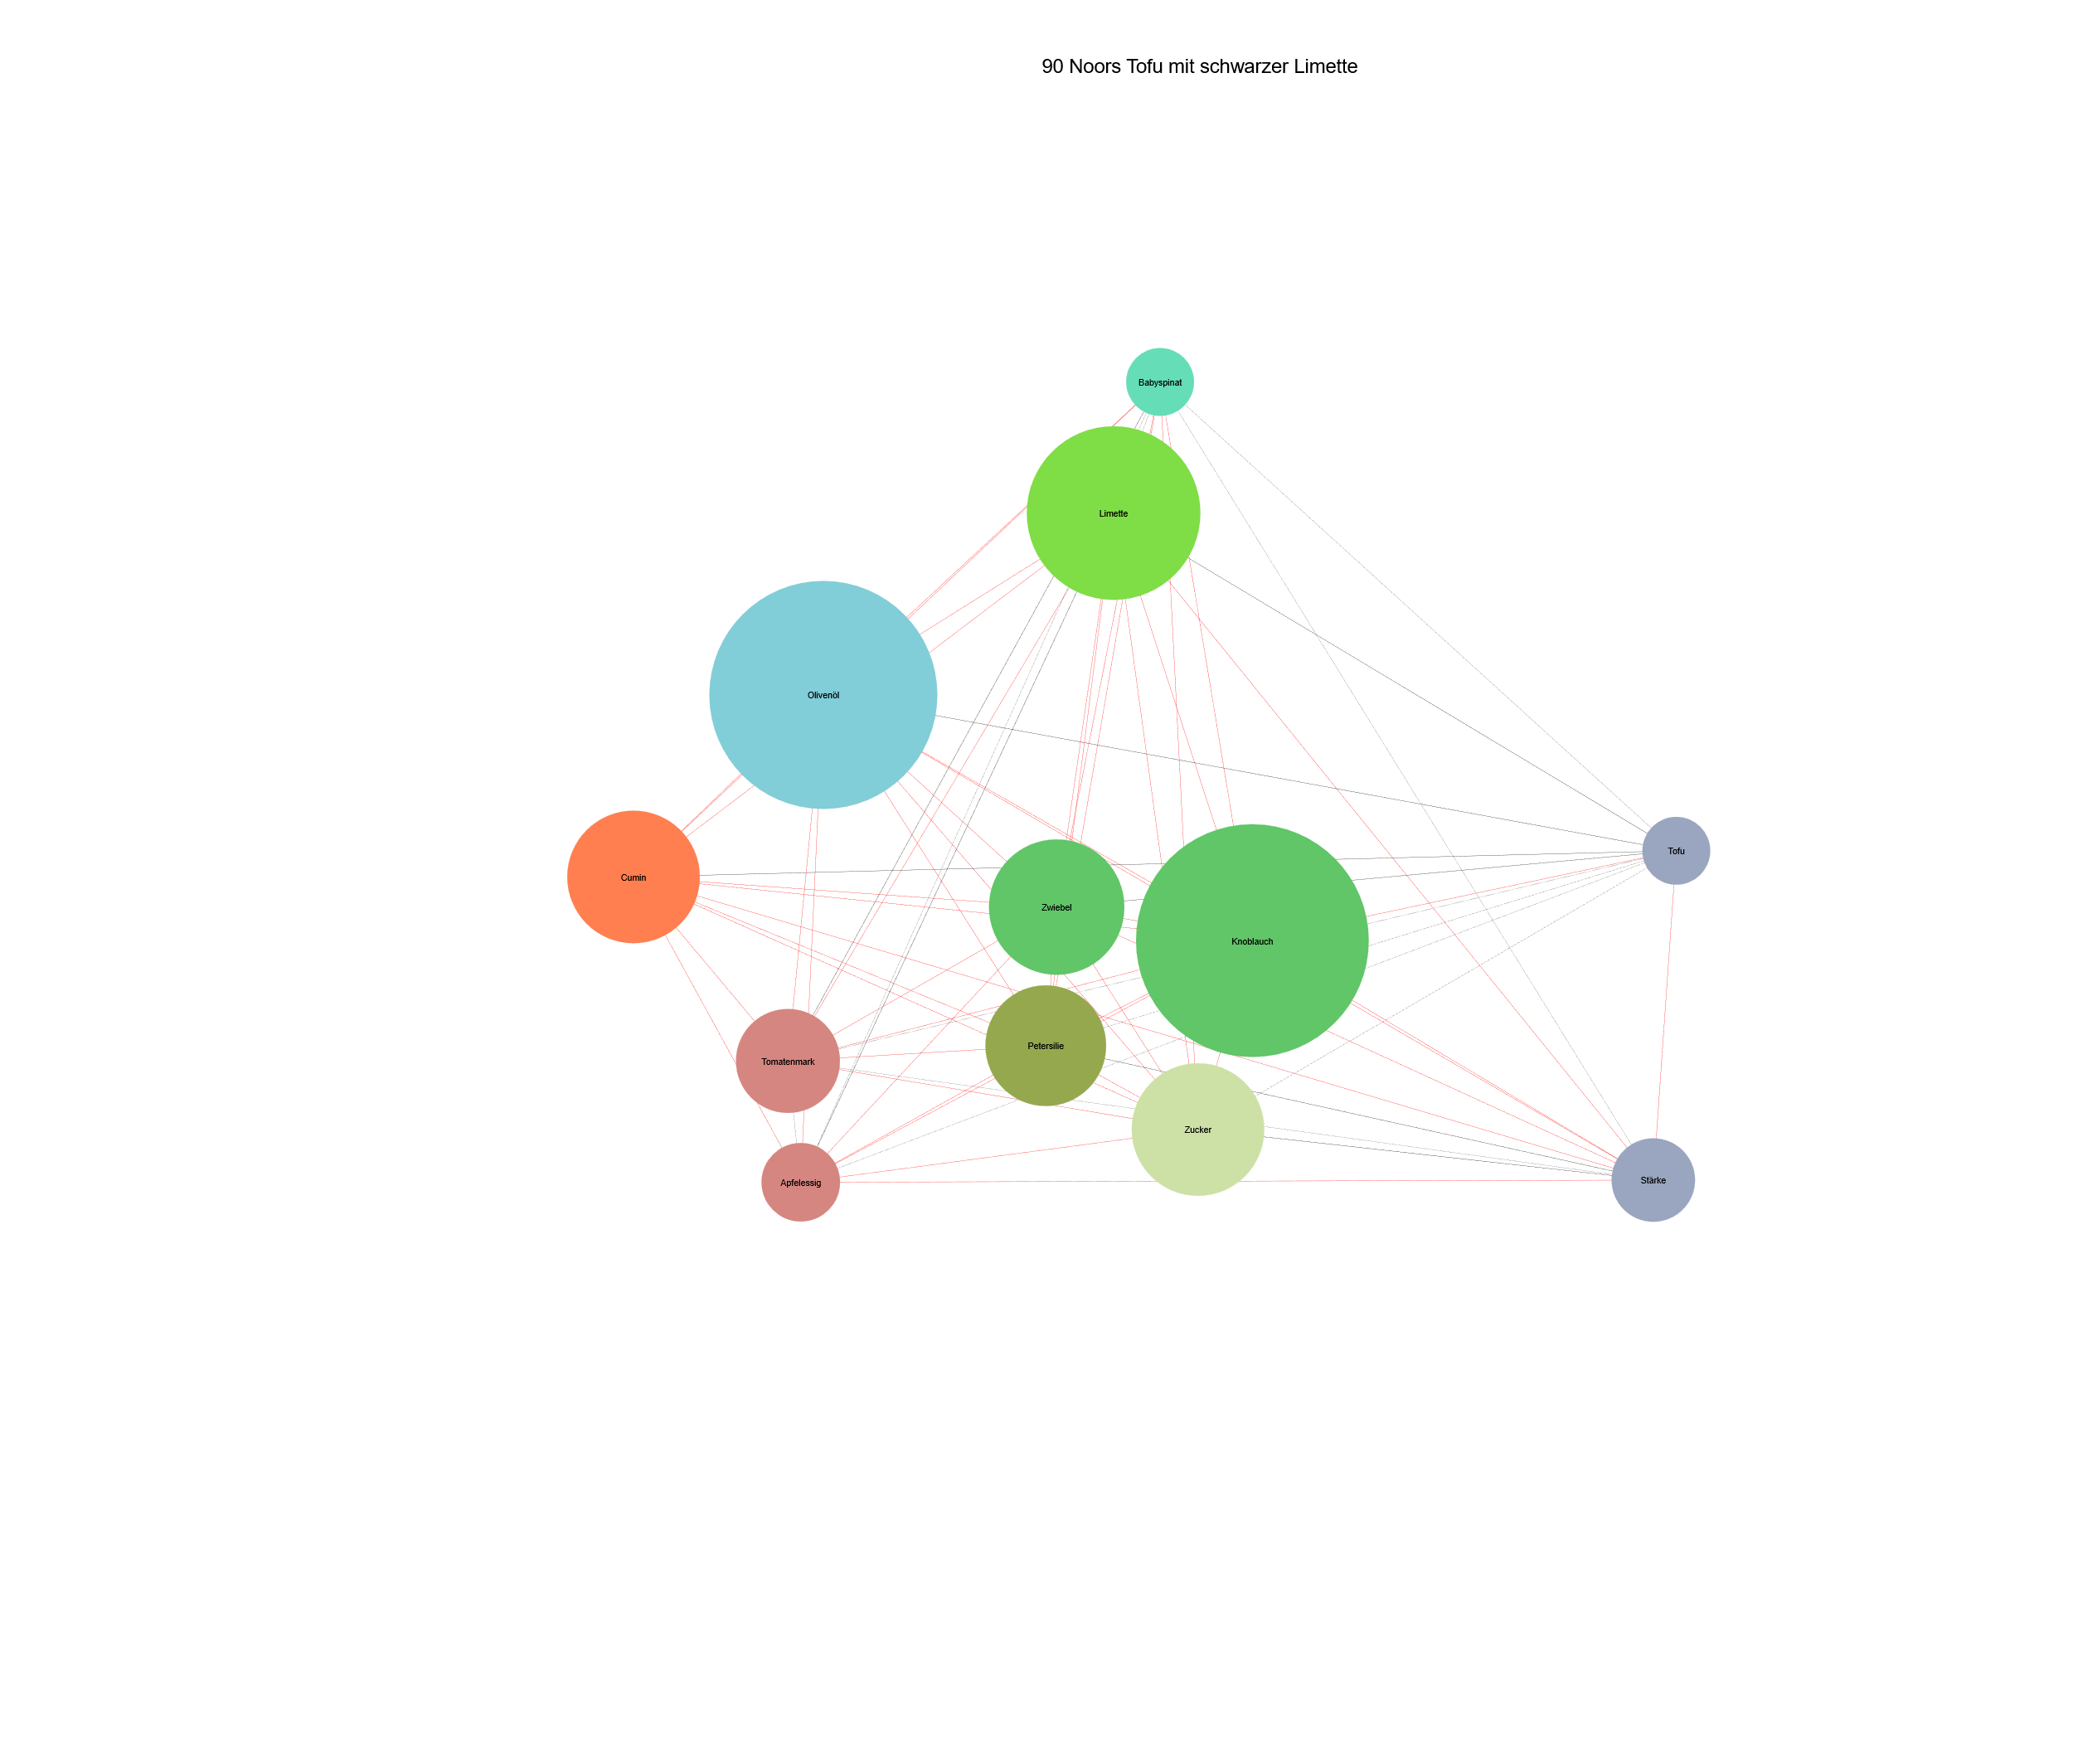 90 Noors Tofu mit schwarzer Limette
Babyspinat
Limette
Olivenöl
Tofu
Cumin
Zwiebel
Knoblauch
Petersilie
Tomatenmark
Zucker
Stärke
Apfelessig